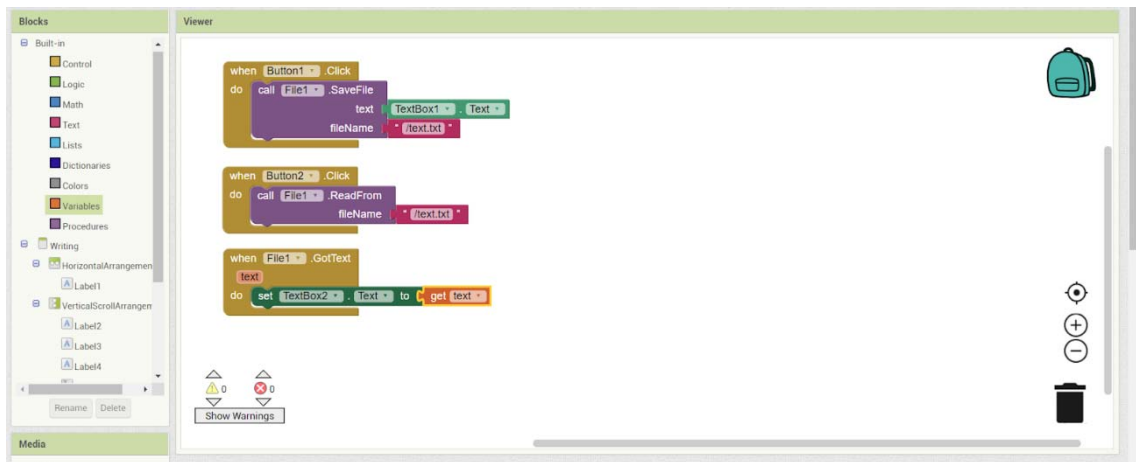 Blocks
Built-in
Control
Logic
Math
Text
Lists
Dictionaries
Colors
Variables
Procedures
Writing
HorizontalArrangemen
Label1
VerticalScrollArrangem
Label2
Label3
Label4
Rename Delete
Media
Viewer
when Button1 .Click
do call File1 .SaveFile
text TextBox1 . Text
fileName " /text.txt "
when Button2 .Click
do call File1 .ReadFrom
fileName " /text.txt "
when File1 .GotText
text
do set TextBox2 . Text to get text
0 0
Show Warnings